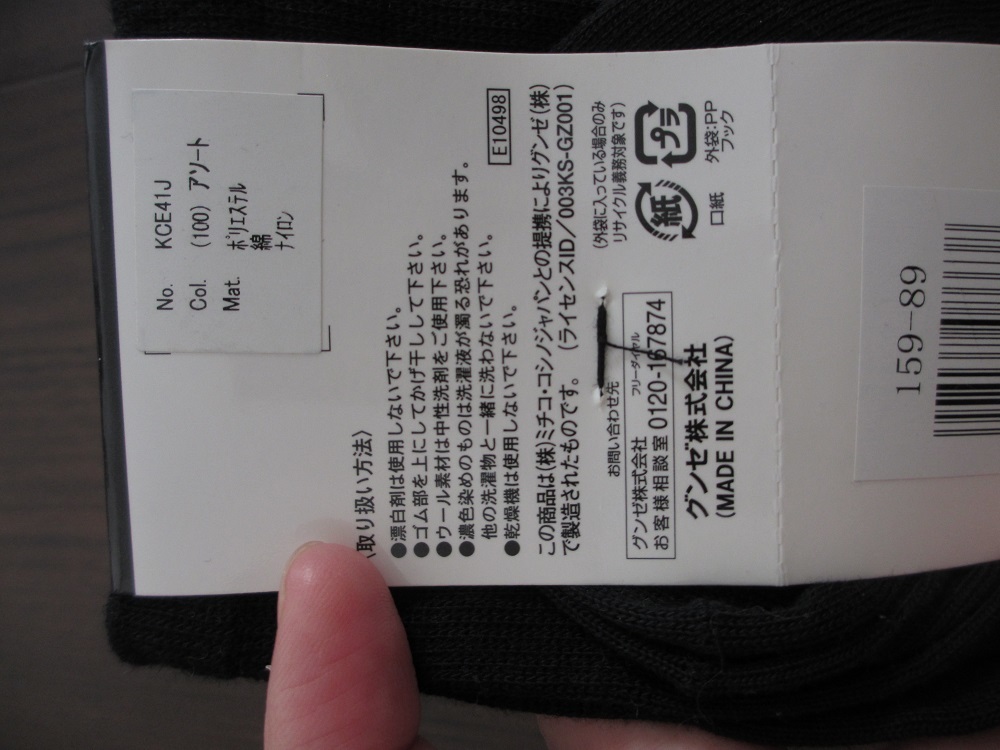 No. KCE41J
Col. (100) アソート
Mat. ポリエステル
綿
ナイロン
取り扱い方法〉
●漂白剤は使用しないで下さい。
●ゴム部を上にしてかげ干しして下さい。
●ウール素材は中性洗剤をご使用下さい。
●濃色染めのものは洗濯液が濁る恐れがあります。
他の洗濯物と一緒に洗わないで下さい。
●乾燥機は使用しないで下さい。
E10498
この商品は(株)ミチコ・コシノジャパンとの提携によりグンゼ(株)
で製造されたものです。 (ライセンスID/003KS-GZ001)
(外袋に入っている場合のみ
リサイクル義務対象です)
プラ
外袋:PP
フック
紙
口紙
お問い合わせ先
グンゼ株式会社 フリーダイヤル
お客様相談室 0120-167874
グンゼ株式会社
(MADE IN CHINA)
159-89